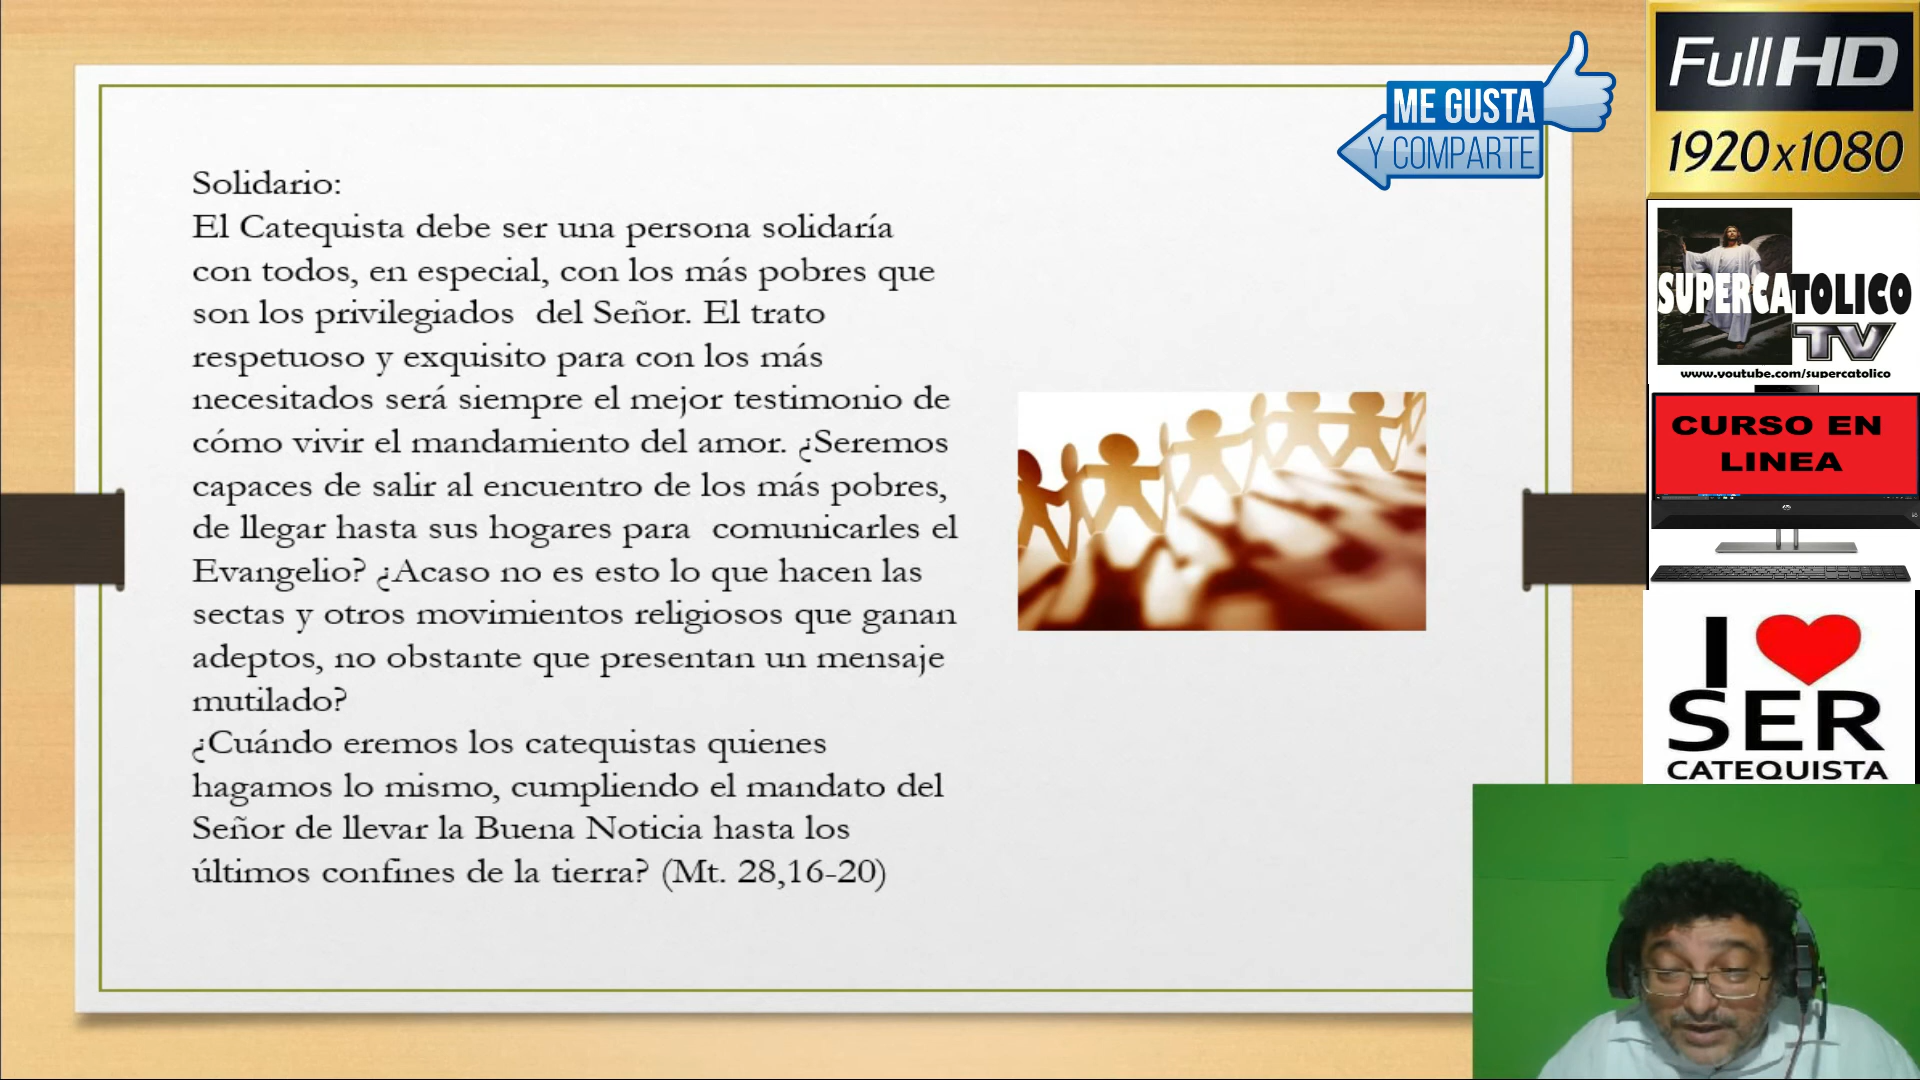 Solidario:
El Catequista debe ser una persona solidaría
con todos, en especial, con los más pobres que
son los privilegiados  del Señor. El trato
respetuoso y exquisito para con los más
necesitados será siempre el mejor testimonio de
cómo vivir el mandamiento del amor. ¿Seremos
capaces de salir al encuentro de los más pobres,
de llegar hasta sus hogares para  comunicarles el
Evangelio? ¿Acaso no es esto lo que hacen las
sectas y otros movimientos religiosos que ganan
adeptos, no obstante que presentan un mensaje
mutilado?
¿Cuándo eremos los catequistas quienes
hagamos lo mismo, cumpliendo el mandato del
Señor de llevar la Buena Noticia hasta los
últimos confines de la tierra? (Mt. 28,16-20)
ME GUSTA
Y COMPARTE
Full HD
1920x1080
SUPERCATOLICO
TV
www.youtube.com/supercatolico
CURSO EN
LINEA
hp
I
SER
CATEQUISTA